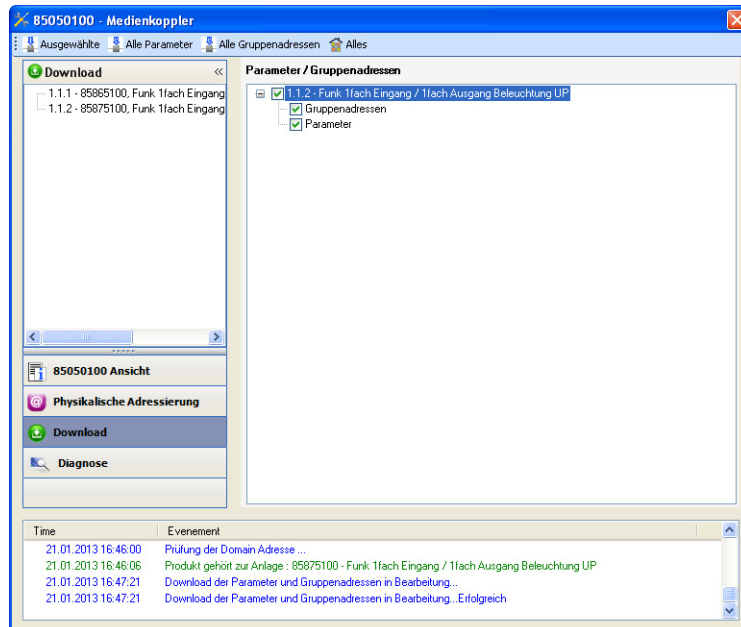 85050100 - Medienkoppler
Ausgewählte Alle Parameter Alle Gruppenadressen Alles
Download
1.1.1 - 85865100, Funk 1fach Eingang
1.1.2 - 85875100, Funk 1fach Eingang
85050100 Ansicht
Physikalische Adressierung
Download
Diagnose
Parameter / Gruppenadressen
1.1.2 - Funk 1fach Eingang / 1fach Ausgang Beleuchtung UP
Gruppenadressen
Parameter
Time Evenement
21.01.2013 16:46:00 Prüfung der Domain Adresse ...
21.01.2013 16:46:06 Produkt gehört zur Anlage : 85875100 - Funk 1fach Eingang / 1fach Ausgang Beleuchtung UP
21.01.2013 16:47:21 Download der Parameter und Gruppenadressen in Bearbeitung...
21.01.2013 16:47:21 Download der Parameter und Gruppenadressen in Bearbeitung...Erfolgreich